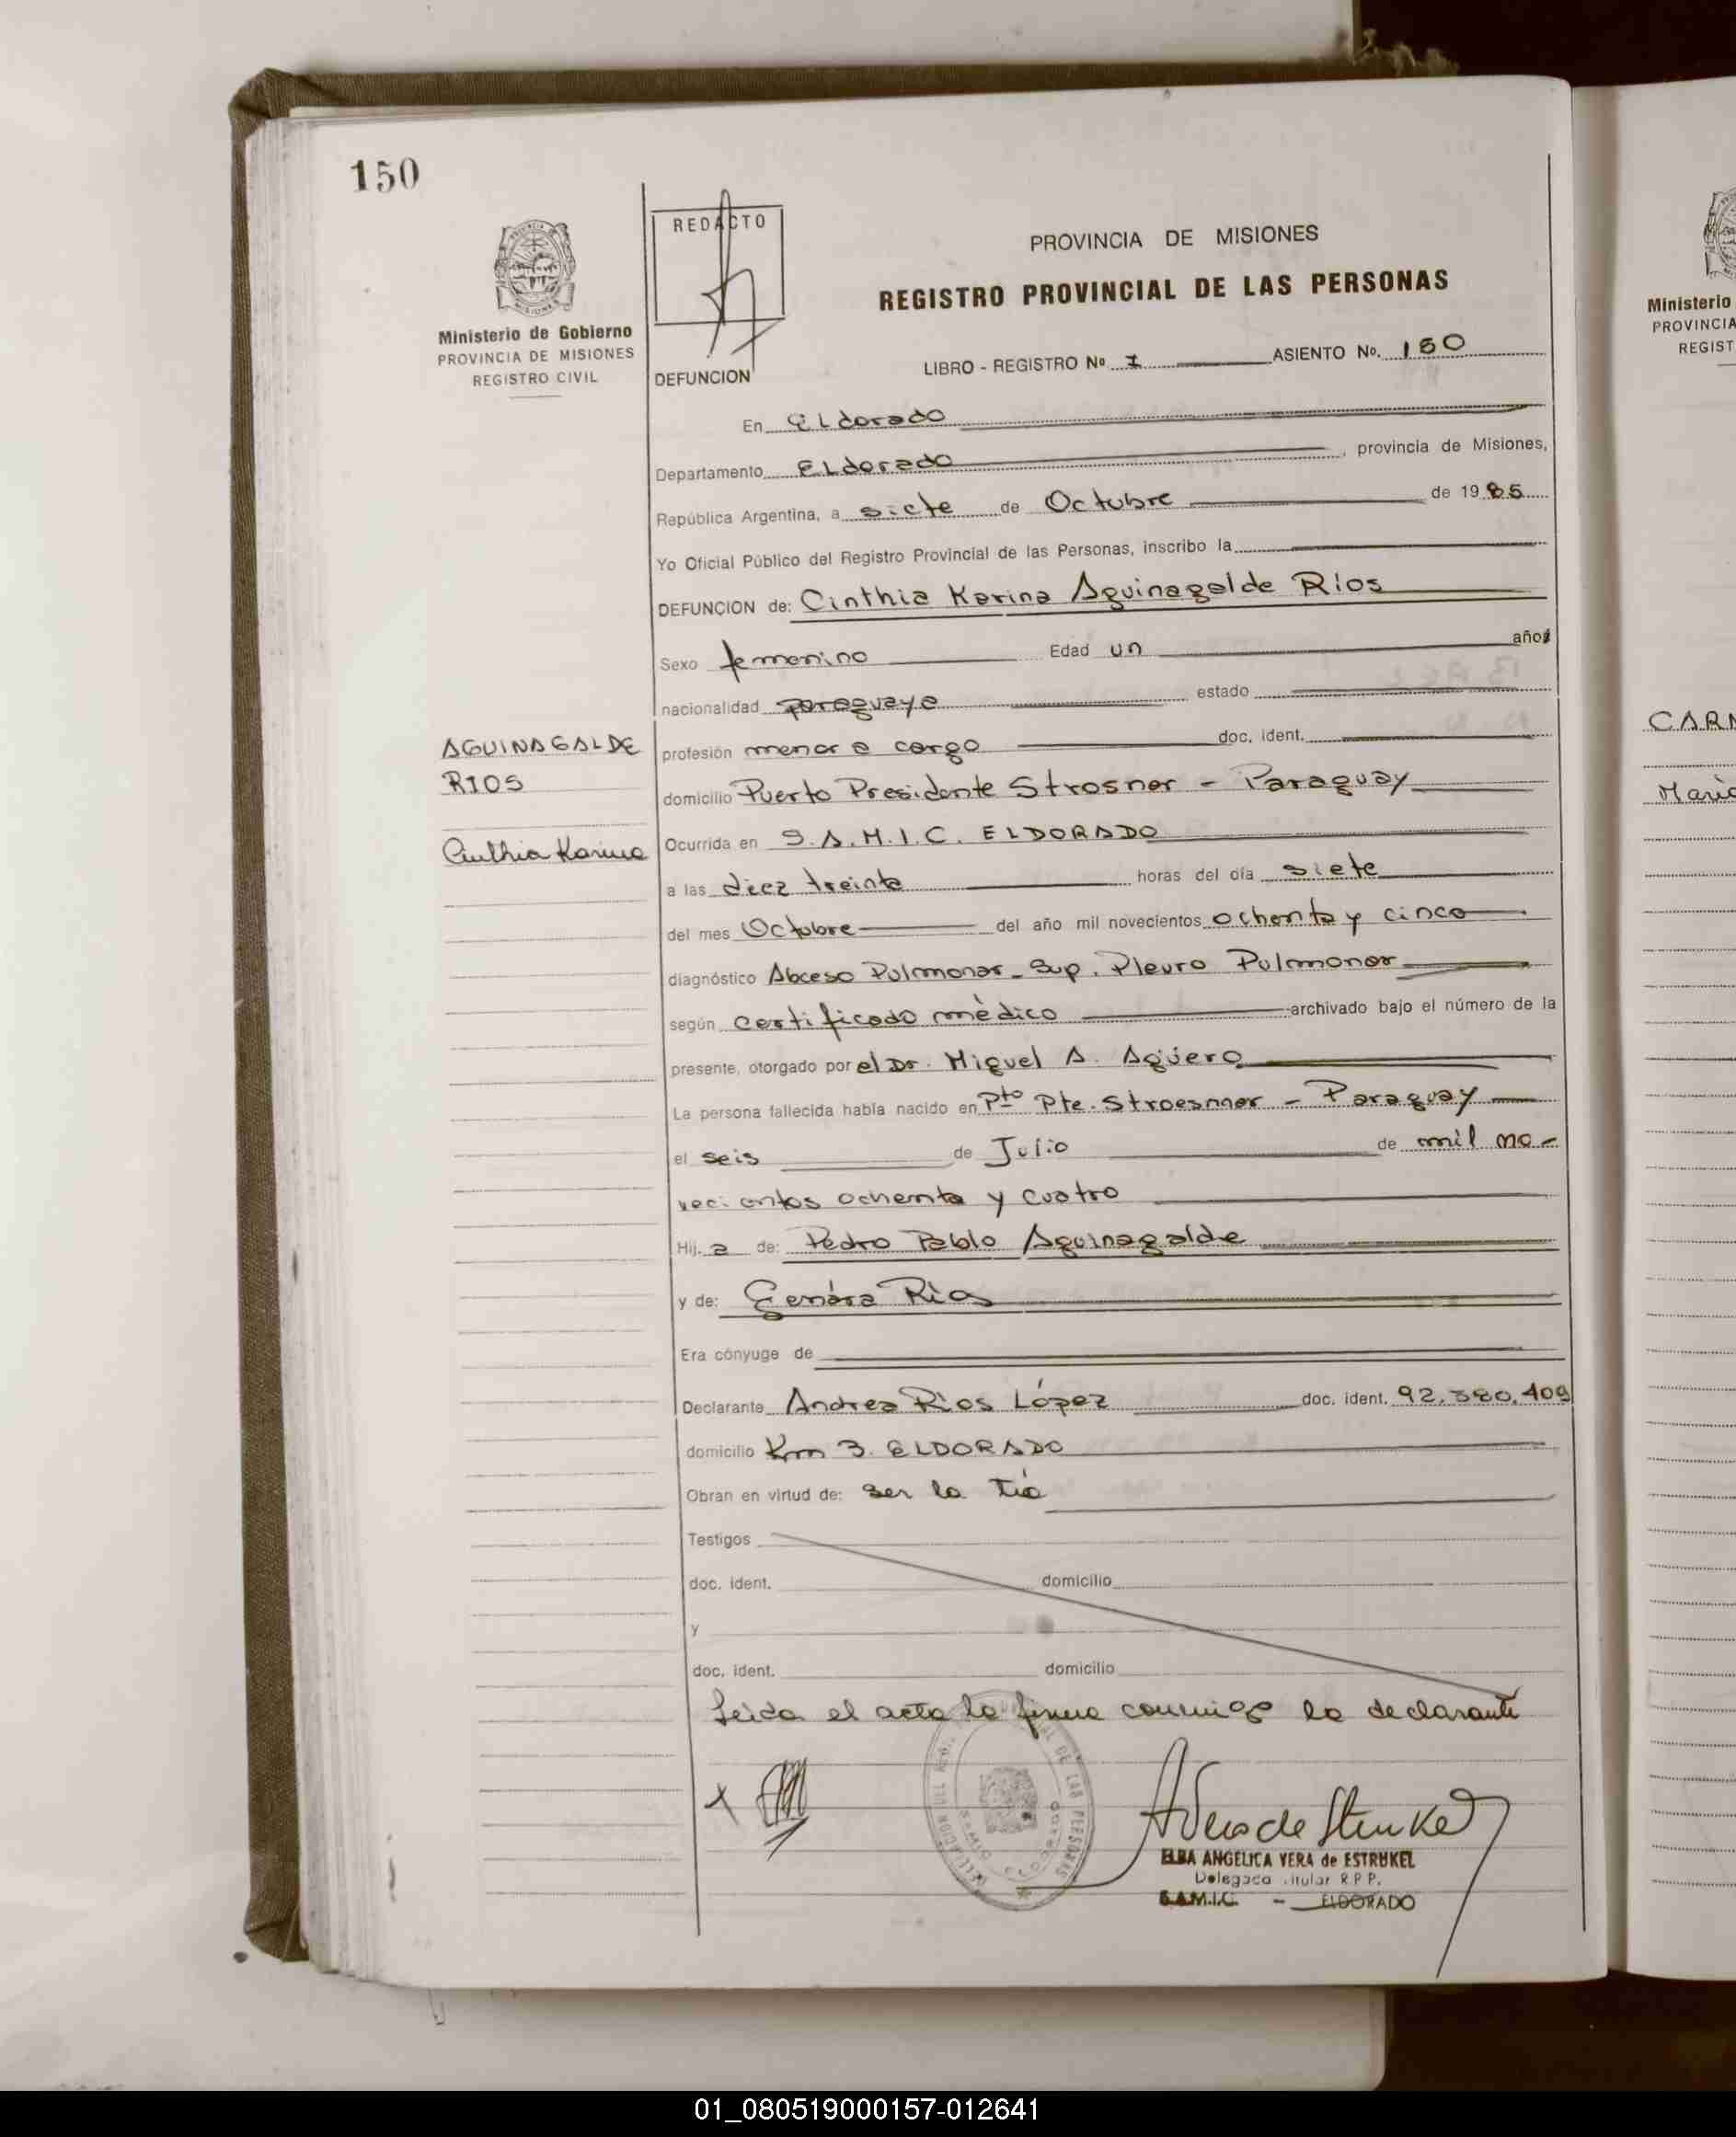 150
REDACTO
PROVINCIA DE MISIONES
REGISTRO PROVINCIAL DE LAS PERSONAS
Ministerio de Gobierno
PROVINCIA DE MISIONES
REGISTRO CIVIL
DEFUNCION
LIBRO - REGISTRO Nº 1 ASIENTO No. 150
En Eldorado
Departamento Eldorado, provincia de Misiones,
República Argentina, a siete de Octubre de 1985
Yo Oficial Público del Registro Provincial de las Personas, inscribo la
DEFUNCION de: Cinthia Karina Aguinagalde Rios
Sexo femenino Edad un años
nacionalidad paraguaya estado
AGUINAGALDE
RIOS
Cinthia Karina
profesión menor a cargo doc. ident.
domicilio Puerto Presidente Strosner - Paraguay
Ocurrida en S.A.M.I.C. ELDORADO
a las diez treinta horas del día siete
del mes Octubre del año mil novecientos ochenta y cinco
diagnóstico Abceso Pulmonar - Sup. Pleuro Pulmonar
según certificado mèdico archivado bajo el número de la
presente, otorgado por el Dr. Miguel A. Agüero
La persona fallecida había nacido en Pto Pte. Stroesnner - Paraguay
el seis de Julio de mil no-
vecientos ochenta y cuatro
Hij a de: Pedro Pablo Aguinagalde
y de: Genára Rios
Era cónyuge de
Declarante Andrea Rios López doc. ident. 92.380.409
domicilio Km 3. ELDORADO
Obran en virtud de: ser la Tía
Testigos
doc. ident. domicilio
y
doc. ident. domicilio
Leida el acta la firma conmigo la declarante
x
ELBA ANGELICA VERA de ESTRUKEL
Delegada Titular R.P.P.
S.A.M.I.C. - ELDORADO
Ministerio
PROVINCIA
REGIST
CARN
01_080519000157-012641